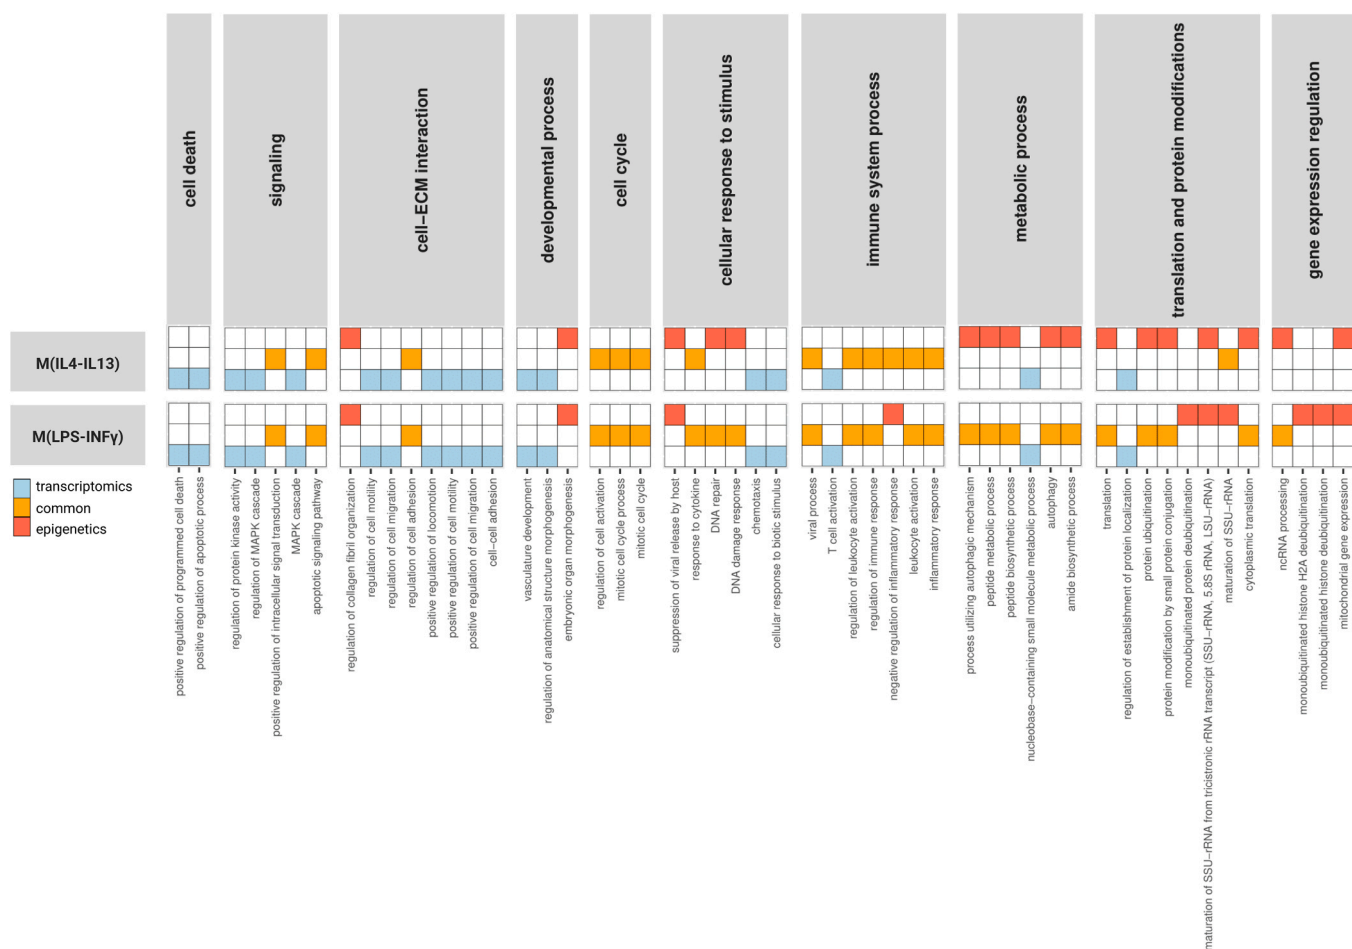 cell death
signaling
cell−ECM interaction
developmental process
cell cycle
cellular response to stimulus
immune system process
metabolic process
translation and protein modifications
gene expression regulation
M(IL4-IL13)
M(LPS-INFγ)
transcriptomics
common
epigenetics
positive regulation of programmed cell death
positive regulation of apoptotic process
regulation of protein kinase activity
regulation of MAPK cascade
positive regulation of intracellular signal transduction
MAPK cascade
apoptotic signaling pathway
regulation of collagen fibril organization
regulation of cell motility
regulation of cell migration
regulation of cell adhesion
positive regulation of locomotion
positive regulation of cell motility
positive regulation of cell migration
cell−cell adhesion
vasculature development
regulation of anatomical structure morphogenesis
embryonic organ morphogenesis
regulation of cell activation
mitotic cell cycle process
mitotic cell cycle
suppression of viral release by host
response to cytokine
DNA repair
DNA damage response
chemotaxis
cellular response to biotic stimulus
viral process
T cell activation
regulation of leukocyte activation
regulation of immune response
negative regulation of inflammatory response
leukocyte activation
inflammatory response
process utilizing autophagic mechanism
peptide metabolic process
peptide biosynthetic process
nucleobase−containing small molecule metabolic process
autophagy
amide biosynthetic process
translation
regulation of establishment of protein localization
protein ubiquitination
protein modification by small protein conjugation
monoubiquitinated protein deubiquitination
maturation of SSU−rRNA from tricistronic rRNA transcript (SSU−rRNA, 5.8S rRNA, LSU−rRNA)
maturation of SSU−rRNA
cytoplasmic translation
ncRNA processing
monoubiquitinated histone H2A deubiquitination
monoubiquitinated histone deubiquitination
mitochondrial gene expression